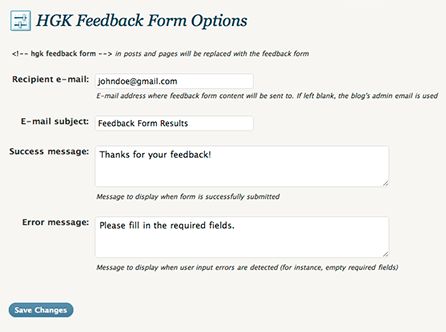 HGK Feedback Form Options
<!-- hgk feedback form --> in posts and pages will be replaced with the feedback form
Recipient e-mail: johndoe@gmail.com
E-mail address where feedback form content will be sent to. If left blank, the blog's admin email is used
E-mail subject: Feedback Form Results
Success message: Thanks for your feedback!
Message to display when form is successfully submitted
Error message: Please fill in the required fields.
Message to display when user input errors are detected (for instance, empty required fields)
Save Changes